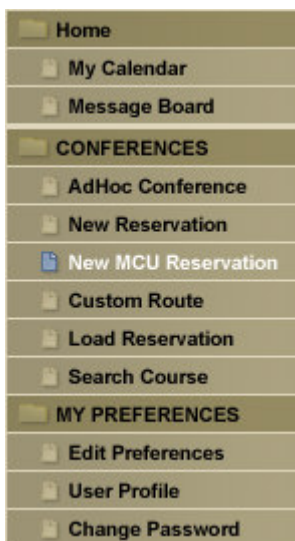 Home
My Calendar
Message Board
CONFERENCES
AdHoc Conference
New Reservation
New MCU Reservation
Custom Route
Load Reservation
Search Course
MY PREFERENCES
Edit Preferences
User Profile
Change Password